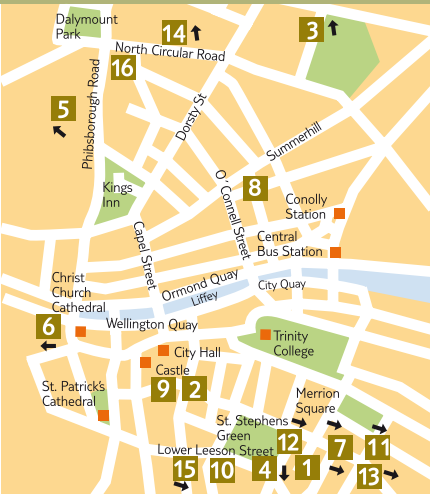 Dalymount
Park
14
3
North Circular Road
16
5
Phibsborough Road
Dorsty St
Summerhill
Kings
Inn
8
O'Connell Street
Conolly
Station
Capel Street
Central
Bus Station
Ormond Quay
Liffey
City Quay
Christ
Church
Cathedral
6
Wellington Quay
Trinity
College
City Hall
Castle
St. Patrick's
Cathedral
9
2
Merrion
Square
St. Stephens
Green
12
7
11
Lower Leeson Street
15
10
4
1
13